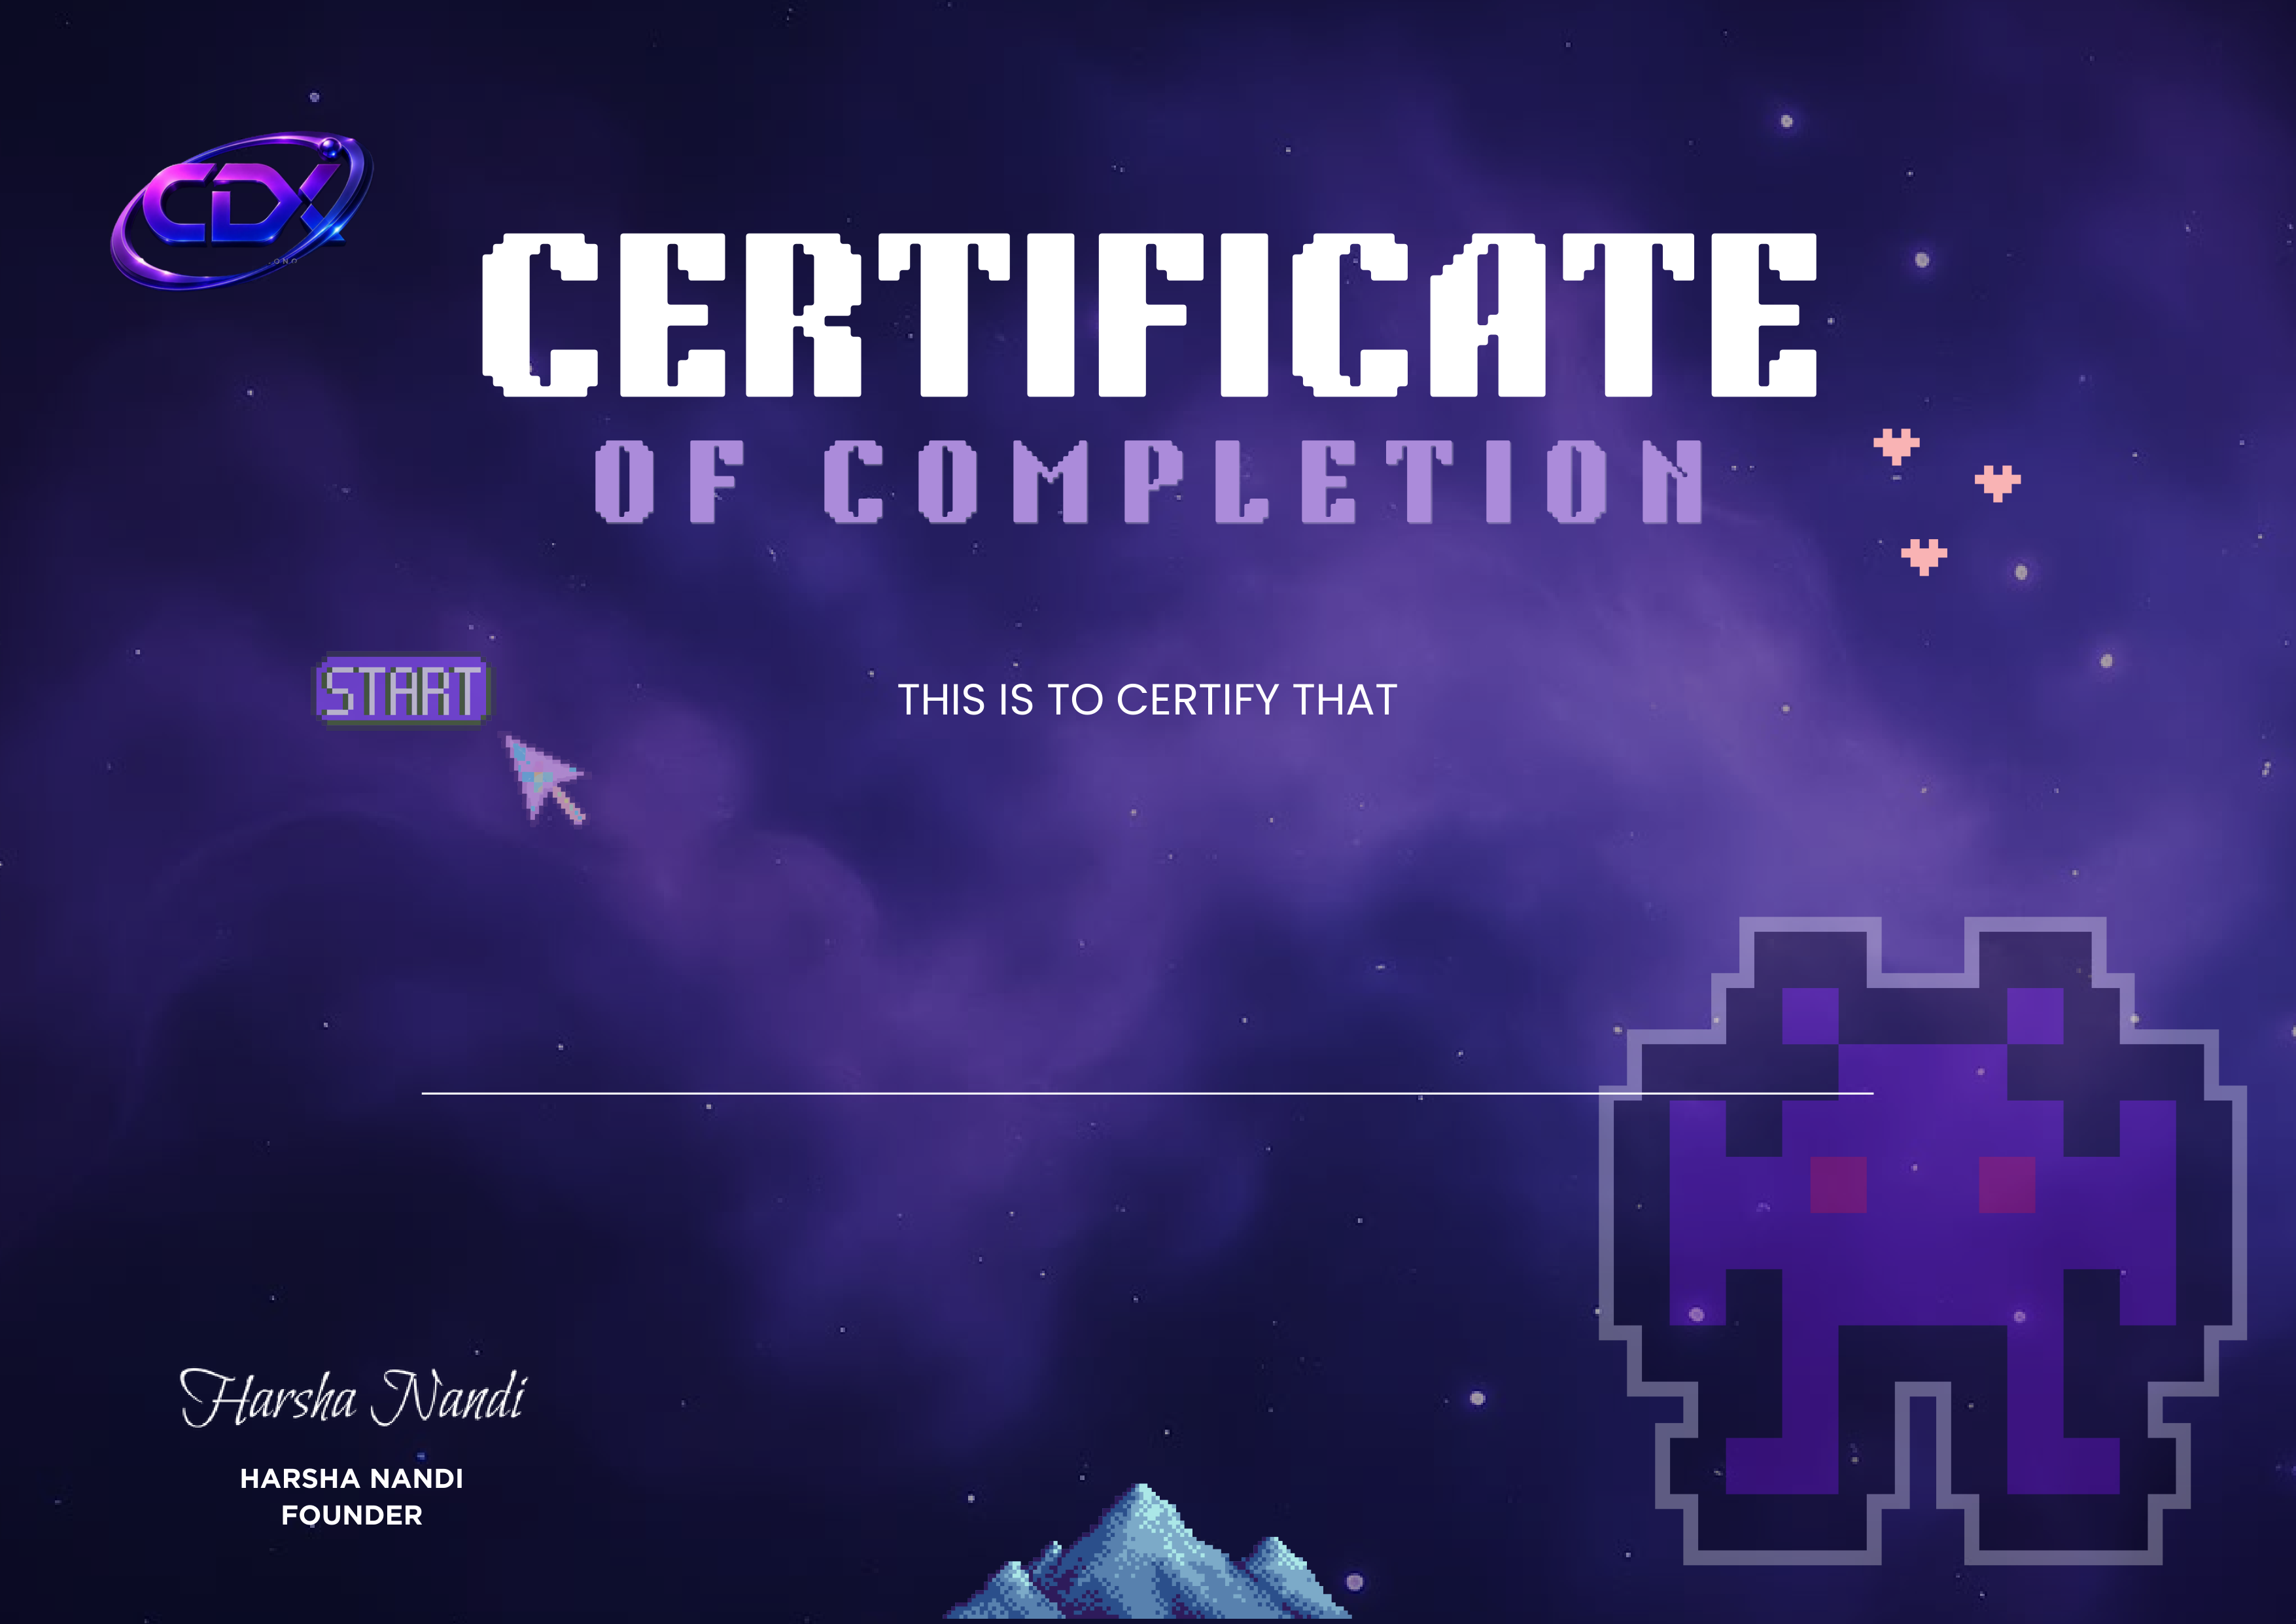 CDX
CERTIFICATE
OF COMPLETION
START
THIS IS TO CERTIFY THAT
Harsha Nandi
HARSHA NANDI
FOUNDER